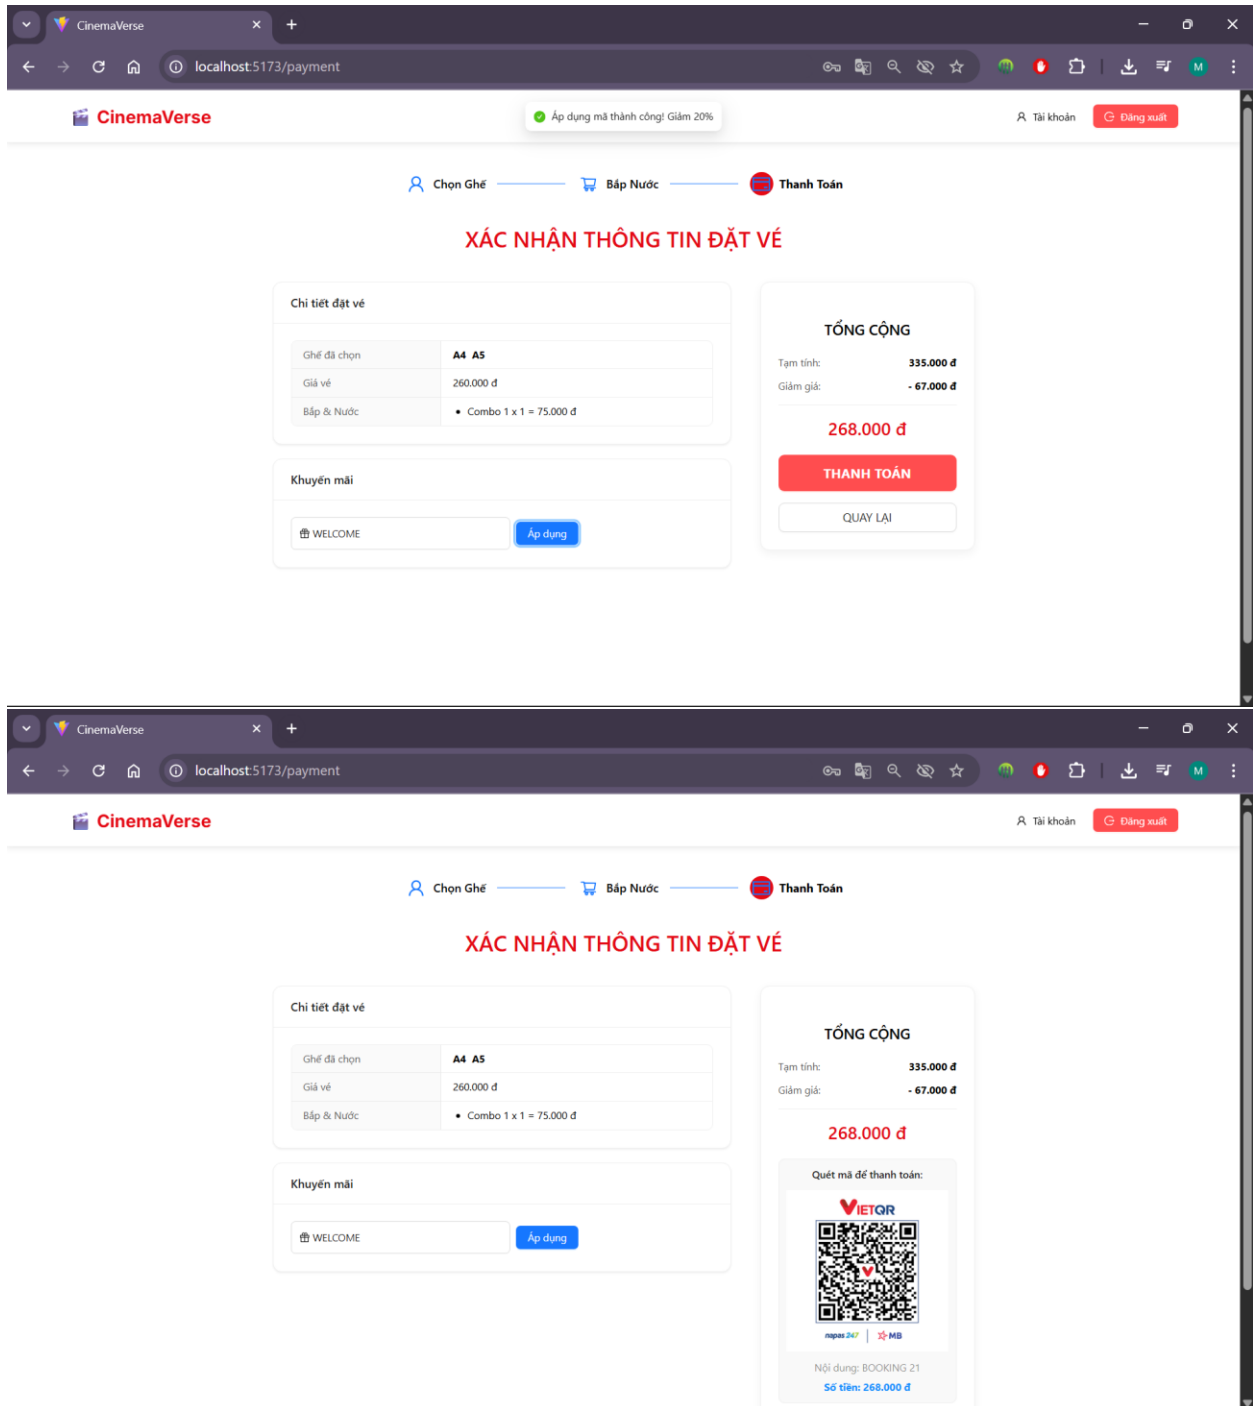 CinemaVerse
localhost:5173/payment
M
CinemaVerse
Áp dụng mã thành công! Giảm 20%
Tài khoản
Đăng xuất
Chọn Ghế
Bắp Nước
Thanh Toán
XÁC NHẬN THÔNG TIN ĐẶT VÉ
Chi tiết đặt vé
Ghế đã chọn A4 A5
Giá vé 260.000 đ
Bắp & Nước • Combo 1 x 1 = 75.000 đ
Khuyến mãi
WELCOME
Áp dụng
TỔNG CỘNG
Tạm tính: 335.000 đ
Giảm giá: - 67.000 đ
268.000 đ
THANH TOÁN
QUAY LẠI
CinemaVerse
localhost:5173/payment
M
CinemaVerse
Tài khoản
Đăng xuất
Chọn Ghế
Bắp Nước
Thanh Toán
XÁC NHẬN THÔNG TIN ĐẶT VÉ
Chi tiết đặt vé
Ghế đã chọn A4 A5
Giá vé 260.000 đ
Bắp & Nước • Combo 1 x 1 = 75.000 đ
Khuyến mãi
WELCOME
Áp dụng
TỔNG CỘNG
Tạm tính: 335.000 đ
Giảm giá: - 67.000 đ
268.000 đ
Quét mã để thanh toán:
VIETQR
napas 247 | MB
Nội dung: BOOKING 21
Số tiền: 268.000 đ